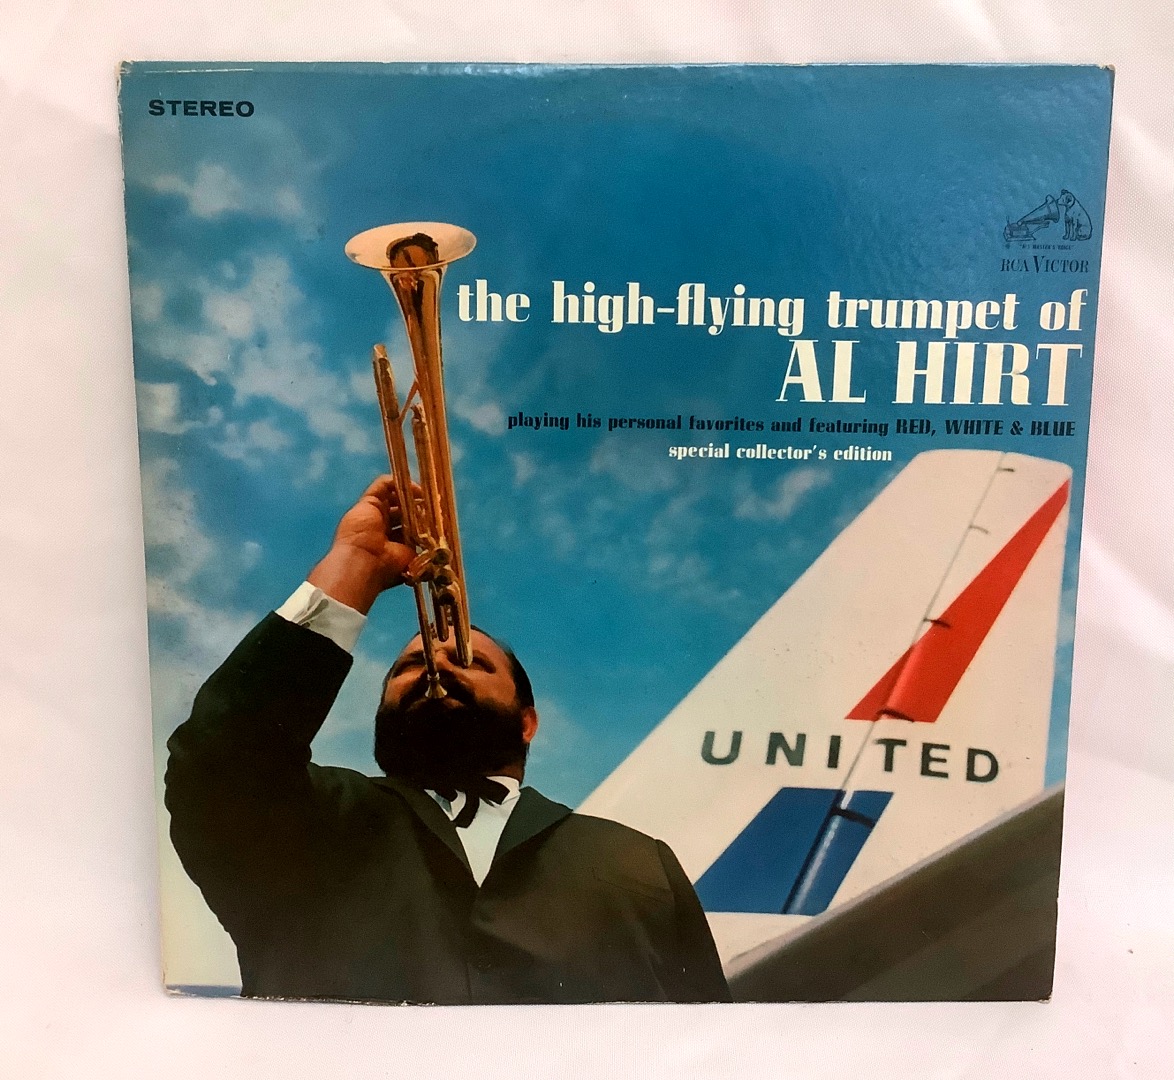 STEREO
RCA VICTOR
the high-flying trumpet of
AL HIRT
playing his personal favorites and featuring RED, WHITE & BLUE
special collector's edition
UNITED